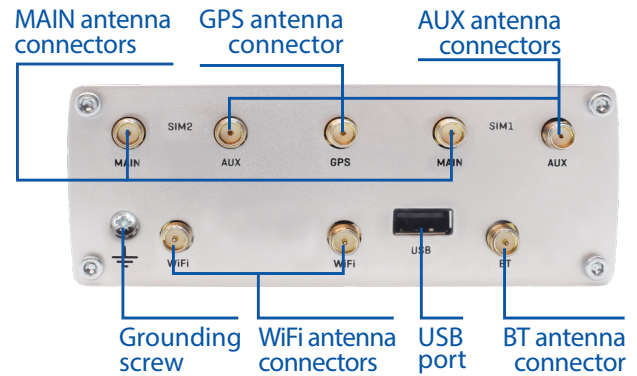 MAIN antenna
connectors
GPS antenna
connector
AUX antenna
connectors
SIM2
SIM1
MAIN
AUX
GPS
MAIN
AUX
WiFi
WiFi
USB
BT
Grounding
screw
WiFi antenna
connectors
USB
port
BT antenna
connector